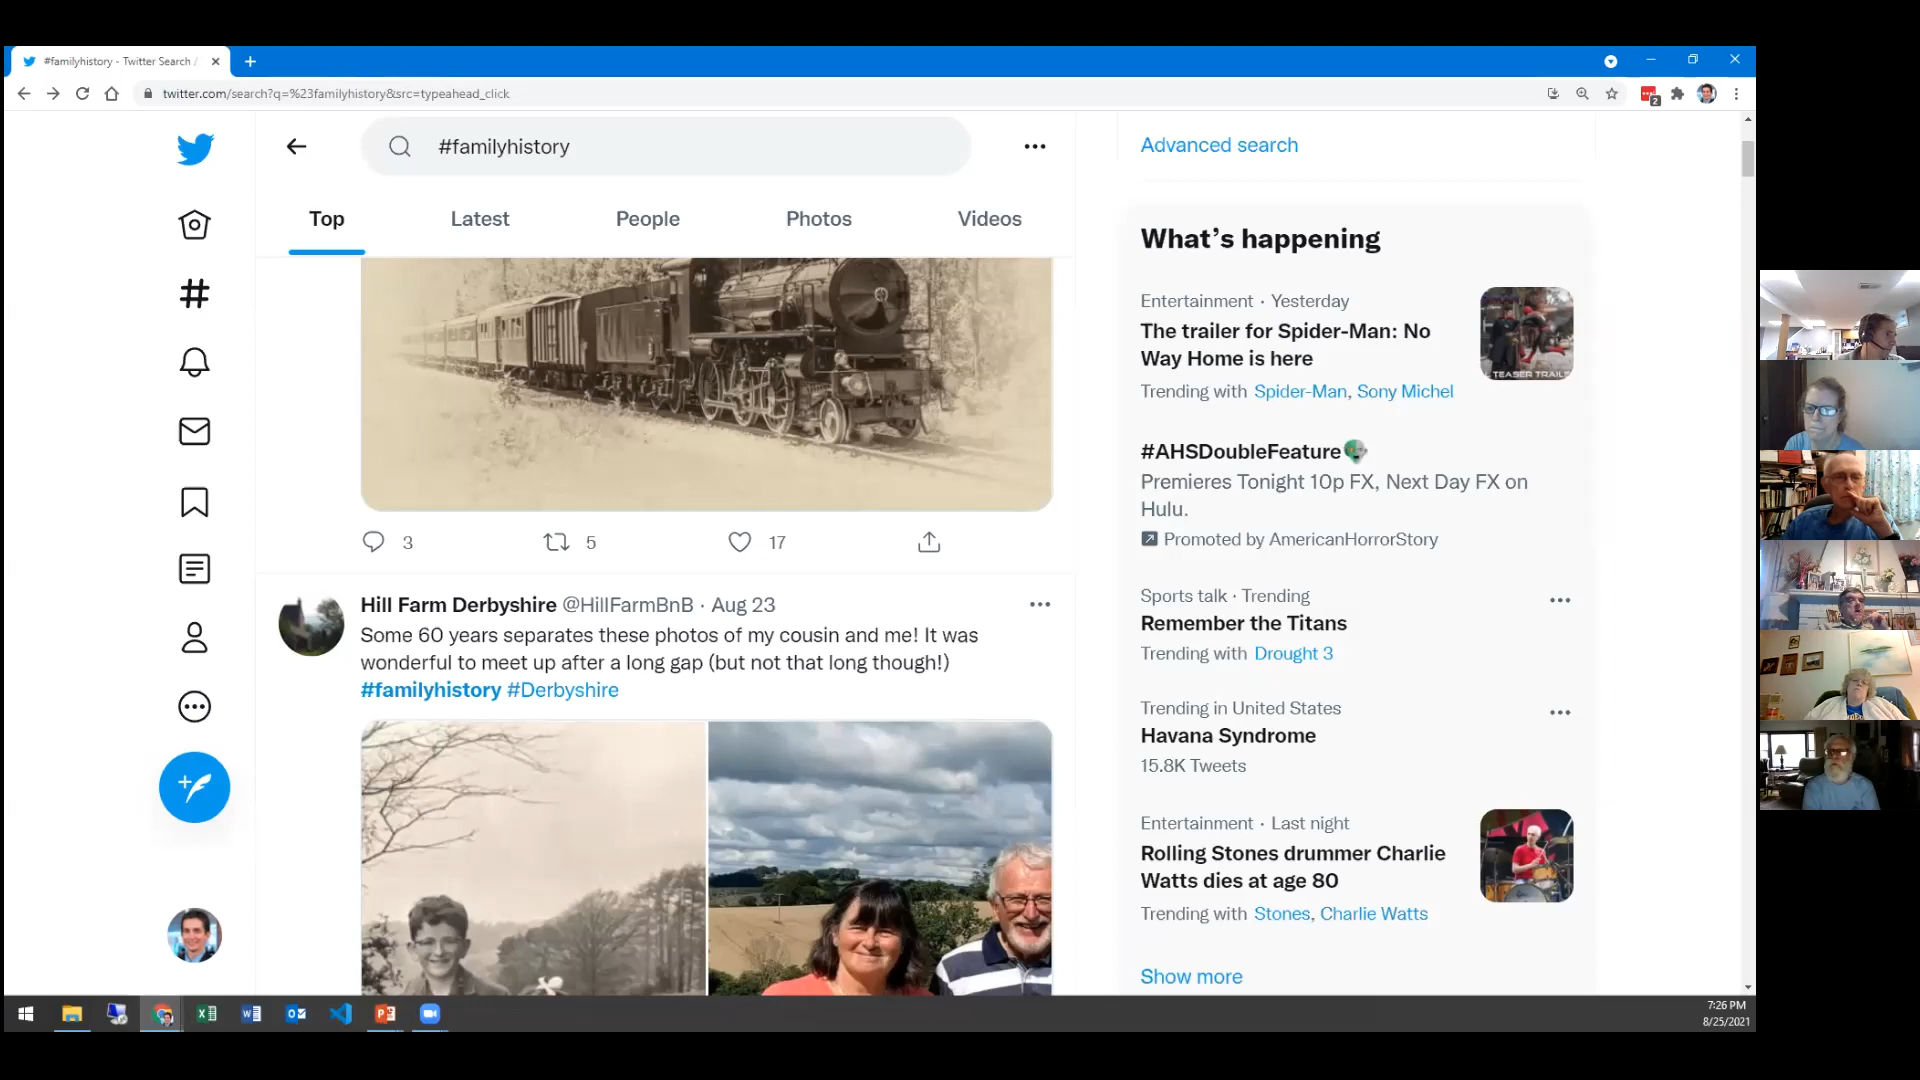 #familyhistory - Twitter Search /
twitter.com/search?q=%23familyhistory&src=typeahead_click
2
#familyhistory
Advanced search
Top
Latest
People
Photos
Videos
What's happening
Entertainment · Yesterday
The trailer for Spider-Man: No
Way Home is here
TEASER TRAIL
Trending with Spider-Man, Sony Michel
#AHSDoubleFeature
Premieres Tonight 10p FX, Next Day FX on
Hulu.
Promoted by AmericanHorrorStory
3
5
17
Hill Farm Derbyshire @HillFarmBnB · Aug 23
Some 60 years separates these photos of my cousin and me! It was
wonderful to meet up after a long gap (but not that long though!)
#familyhistory #Derbyshire
Sports talk · Trending
Remember the Titans
Trending with Drought 3
Trending in United States
Havana Syndrome
15.8K Tweets
Entertainment · Last night
Rolling Stones drummer Charlie
Watts dies at age 80
Trending with Stones, Charlie Watts
Show more
7:26 PM
8/25/2021